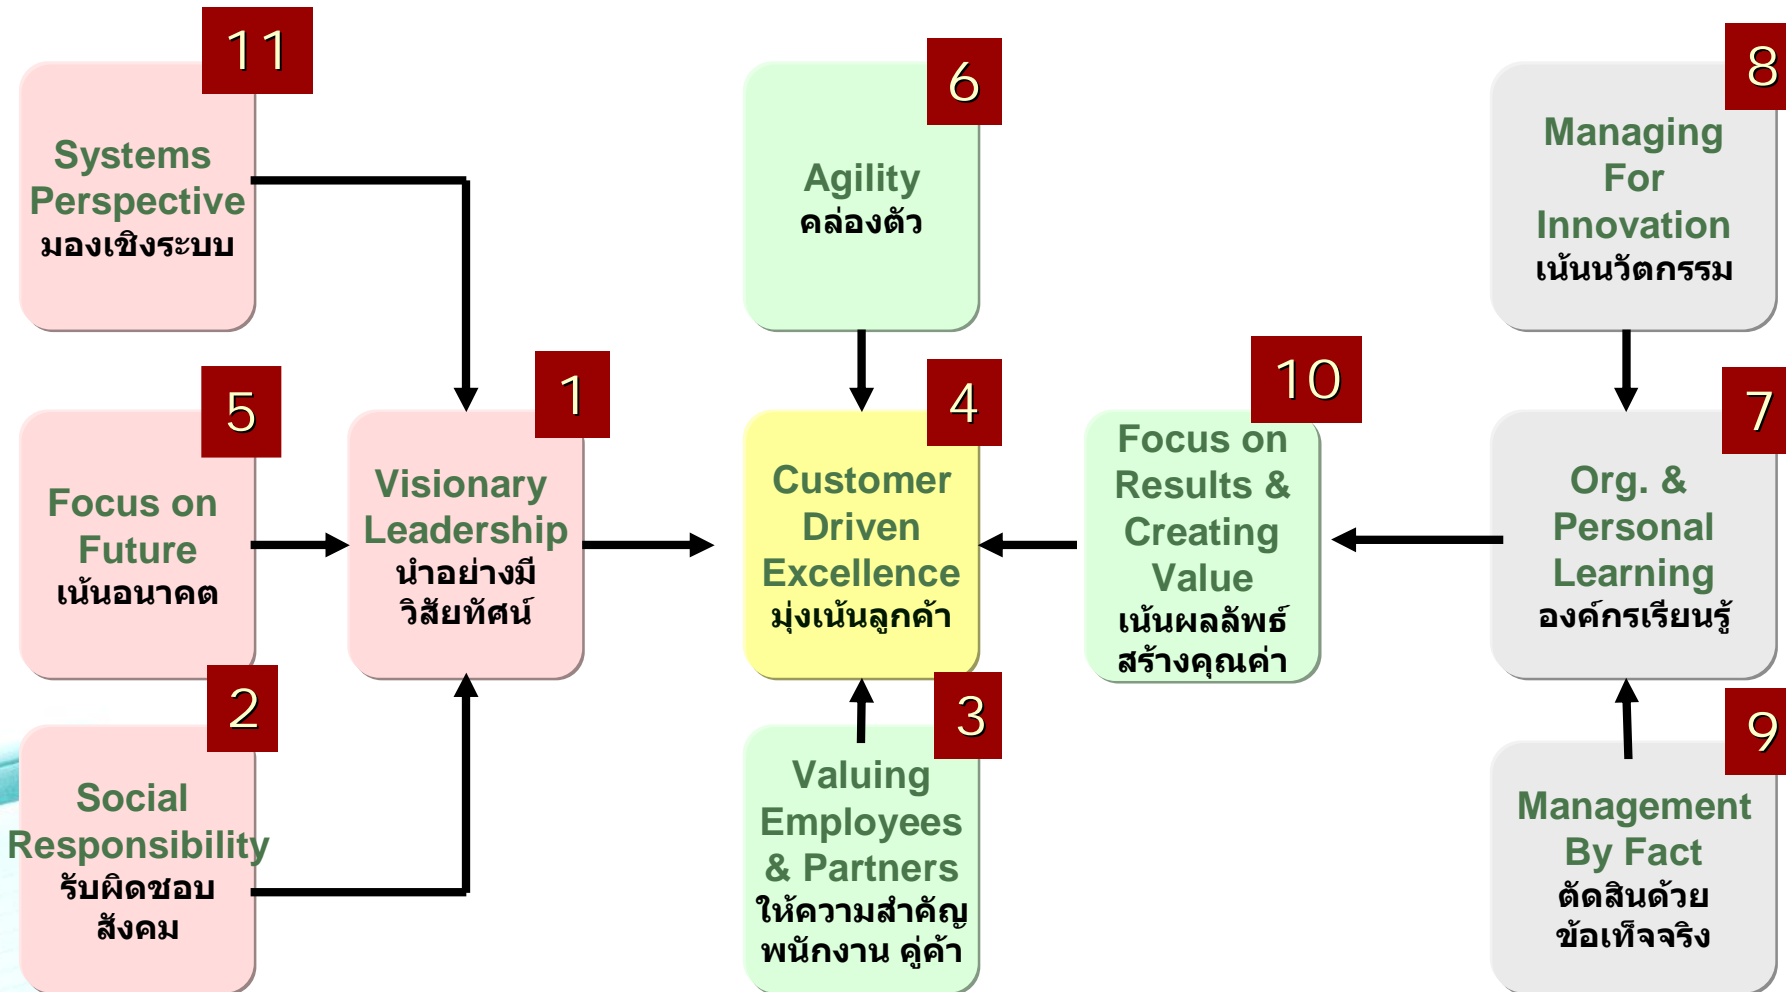 11
Systems
Perspective
มองเชิงระบบ
6
Agility
คล่องตัว
8
Managing
For
Innovation
เน้นนวัตกรรม
5
Focus on
Future
เน้นอนาคต
1
Visionary
Leadership
นำอย่างมี
วิสัยทัศน์
4
Customer
Driven
Excellence
มุ่งเน้นลูกค้า
10
Focus on
Results &
Creating
Value
เน้นผลลัพธ์
สร้างคุณค่า
7
Org. &
Personal
Learning
องค์กรเรียนรู้
2
Social
Responsibility
รับผิดชอบ
สังคม
3
Valuing
Employees
& Partners
ให้ความสำคัญ
พนักงาน คู่ค้า
9
Management
By Fact
ตัดสินด้วย
ข้อเท็จจริง